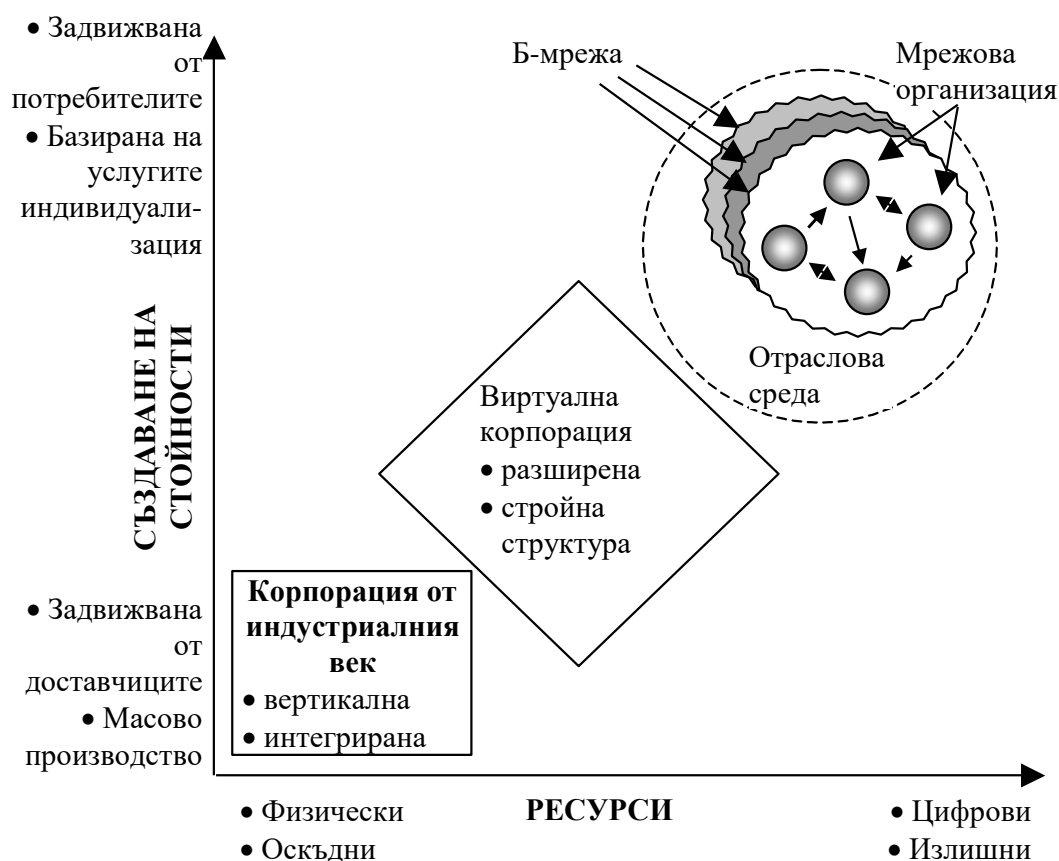 • Задвижвана
от
потребителите
• Базирана на
услугите
индивидуали-
зация
Б-мрежа
Мрежова
организация
Отраслова
среда
СЪЗДАВАНЕ НА
СТОЙНОСТИ
Виртуална
корпорация
• разширена
• стройна
структура
Корпорация от
индустриалния
век
• вертикална
• интегрирана
• Задвижвана
от
доставчиците
• Масово
производство
• Физически
• Оскъдни
РЕСУРСИ
• Цифрови
• Излишни